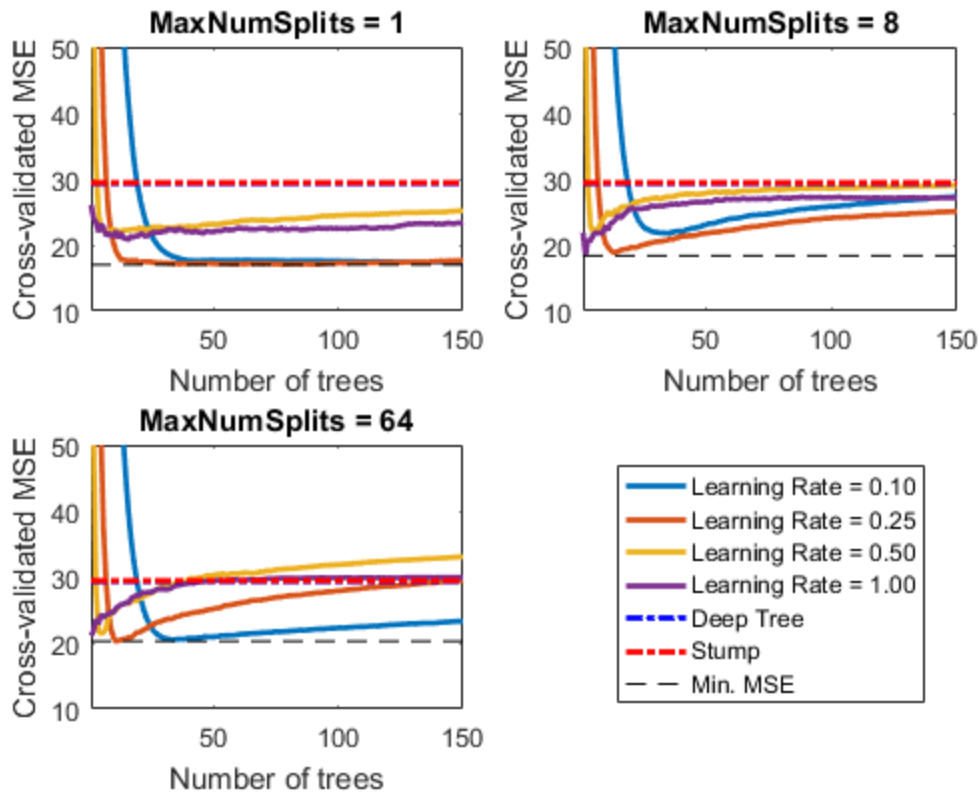 MaxNumSplits = 1
Cross-validated MSE
50
40
30
20
10
50
100
150
Number of trees
MaxNumSplits = 8
Cross-validated MSE
50
40
30
20
10
50
100
150
Number of trees
MaxNumSplits = 64
Cross-validated MSE
50
40
30
20
10
50
100
150
Number of trees
Learning Rate = 0.10
Learning Rate = 0.25
Learning Rate = 0.50
Learning Rate = 1.00
Deep Tree
Stump
Min. MSE